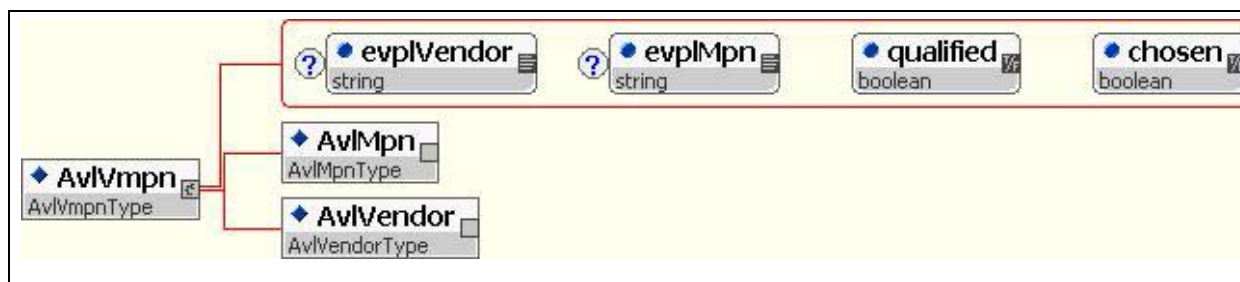 ? evplVendor ? evplMpn qualified chosen
string string boolean boolean
AvlMpn
AvlMpnType
AvlVmpn
AvlVmpnType
AvlVendor
AvlVendorType